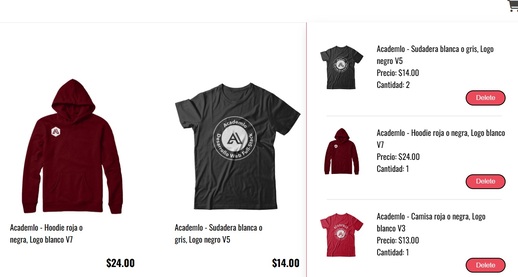 Academlo - Hoodie roja o
negra, Logo blanco V7
$24.00
Academlo
Desarrollo Web Full Stack
Academlo - Sudadera blanca o
gris, Logo negro V5
$14.00
Academlo - Sudadera blanca o gris, Logo
negro V5
Precio: $14.00
Cantidad: 2
Delete
Academlo - Hoodie roja o negra, Logo blanco
V7
Precio: $24.00
Cantidad: 1
Delete
Academlo - Camisa roja o negra, Logo
blanco V3
Precio: $13.00
Cantidad: 1
Delete